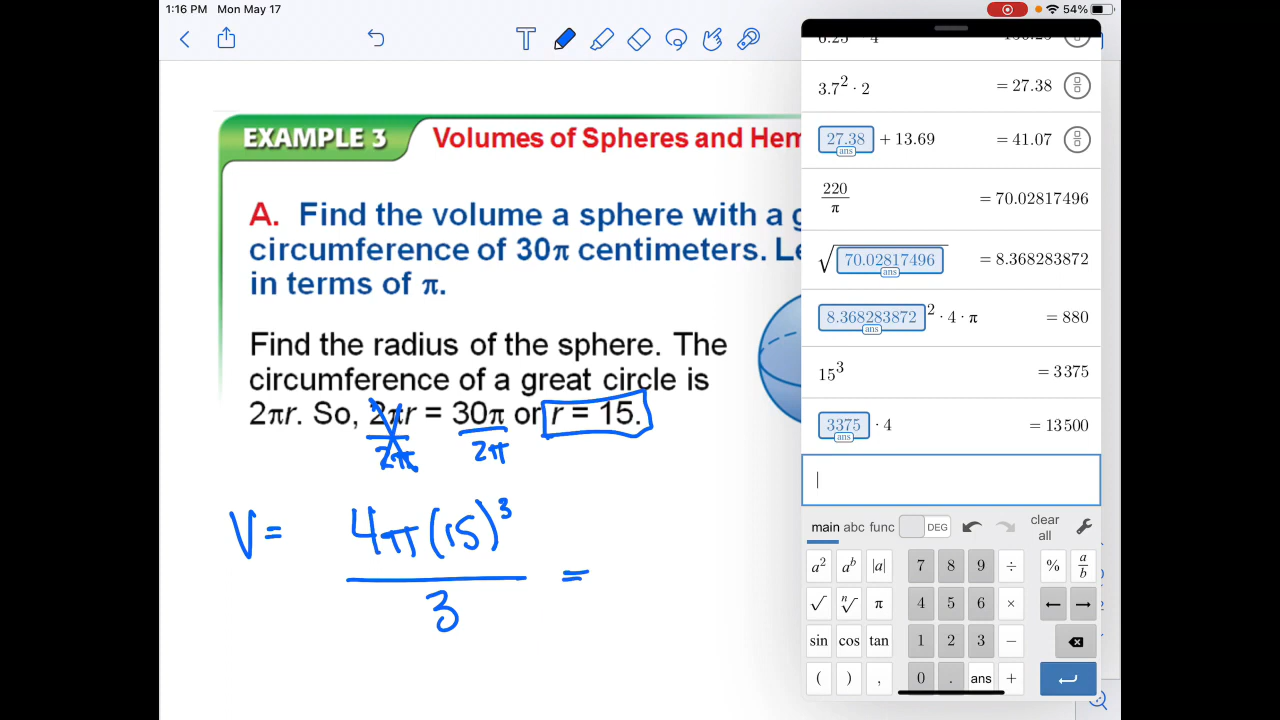 1:16 PM Mon May 17
54%
T
EXAMPLE 3 Volumes of Spheres and Hem
A. Find the volume a sphere with a g
circumference of 30π centimeters. Le
in terms of π.
Find the radius of the sphere. The
circumference of a great circle is
2πr. So, 2πr = 30π or r = 15.
2π 2π
V = 4π(15)³
3
=
3.7² · 2 = 27.38
27.38 + 13.69 = 41.07
ans
220
π
= 70.02817496
√70.02817496 = 8.368283872
ans
8.368283872² · 4 · π = 880
ans
15³ = 3375
3375 · 4 = 13500
ans
main abc func DEG clear all
a² aᵇ |a| 7 8 9 ÷ % a/b
√ ⁿ√ π 4 5 6 × ← →
sin cos tan 1 2 3 −
( ) , 0 . ans +